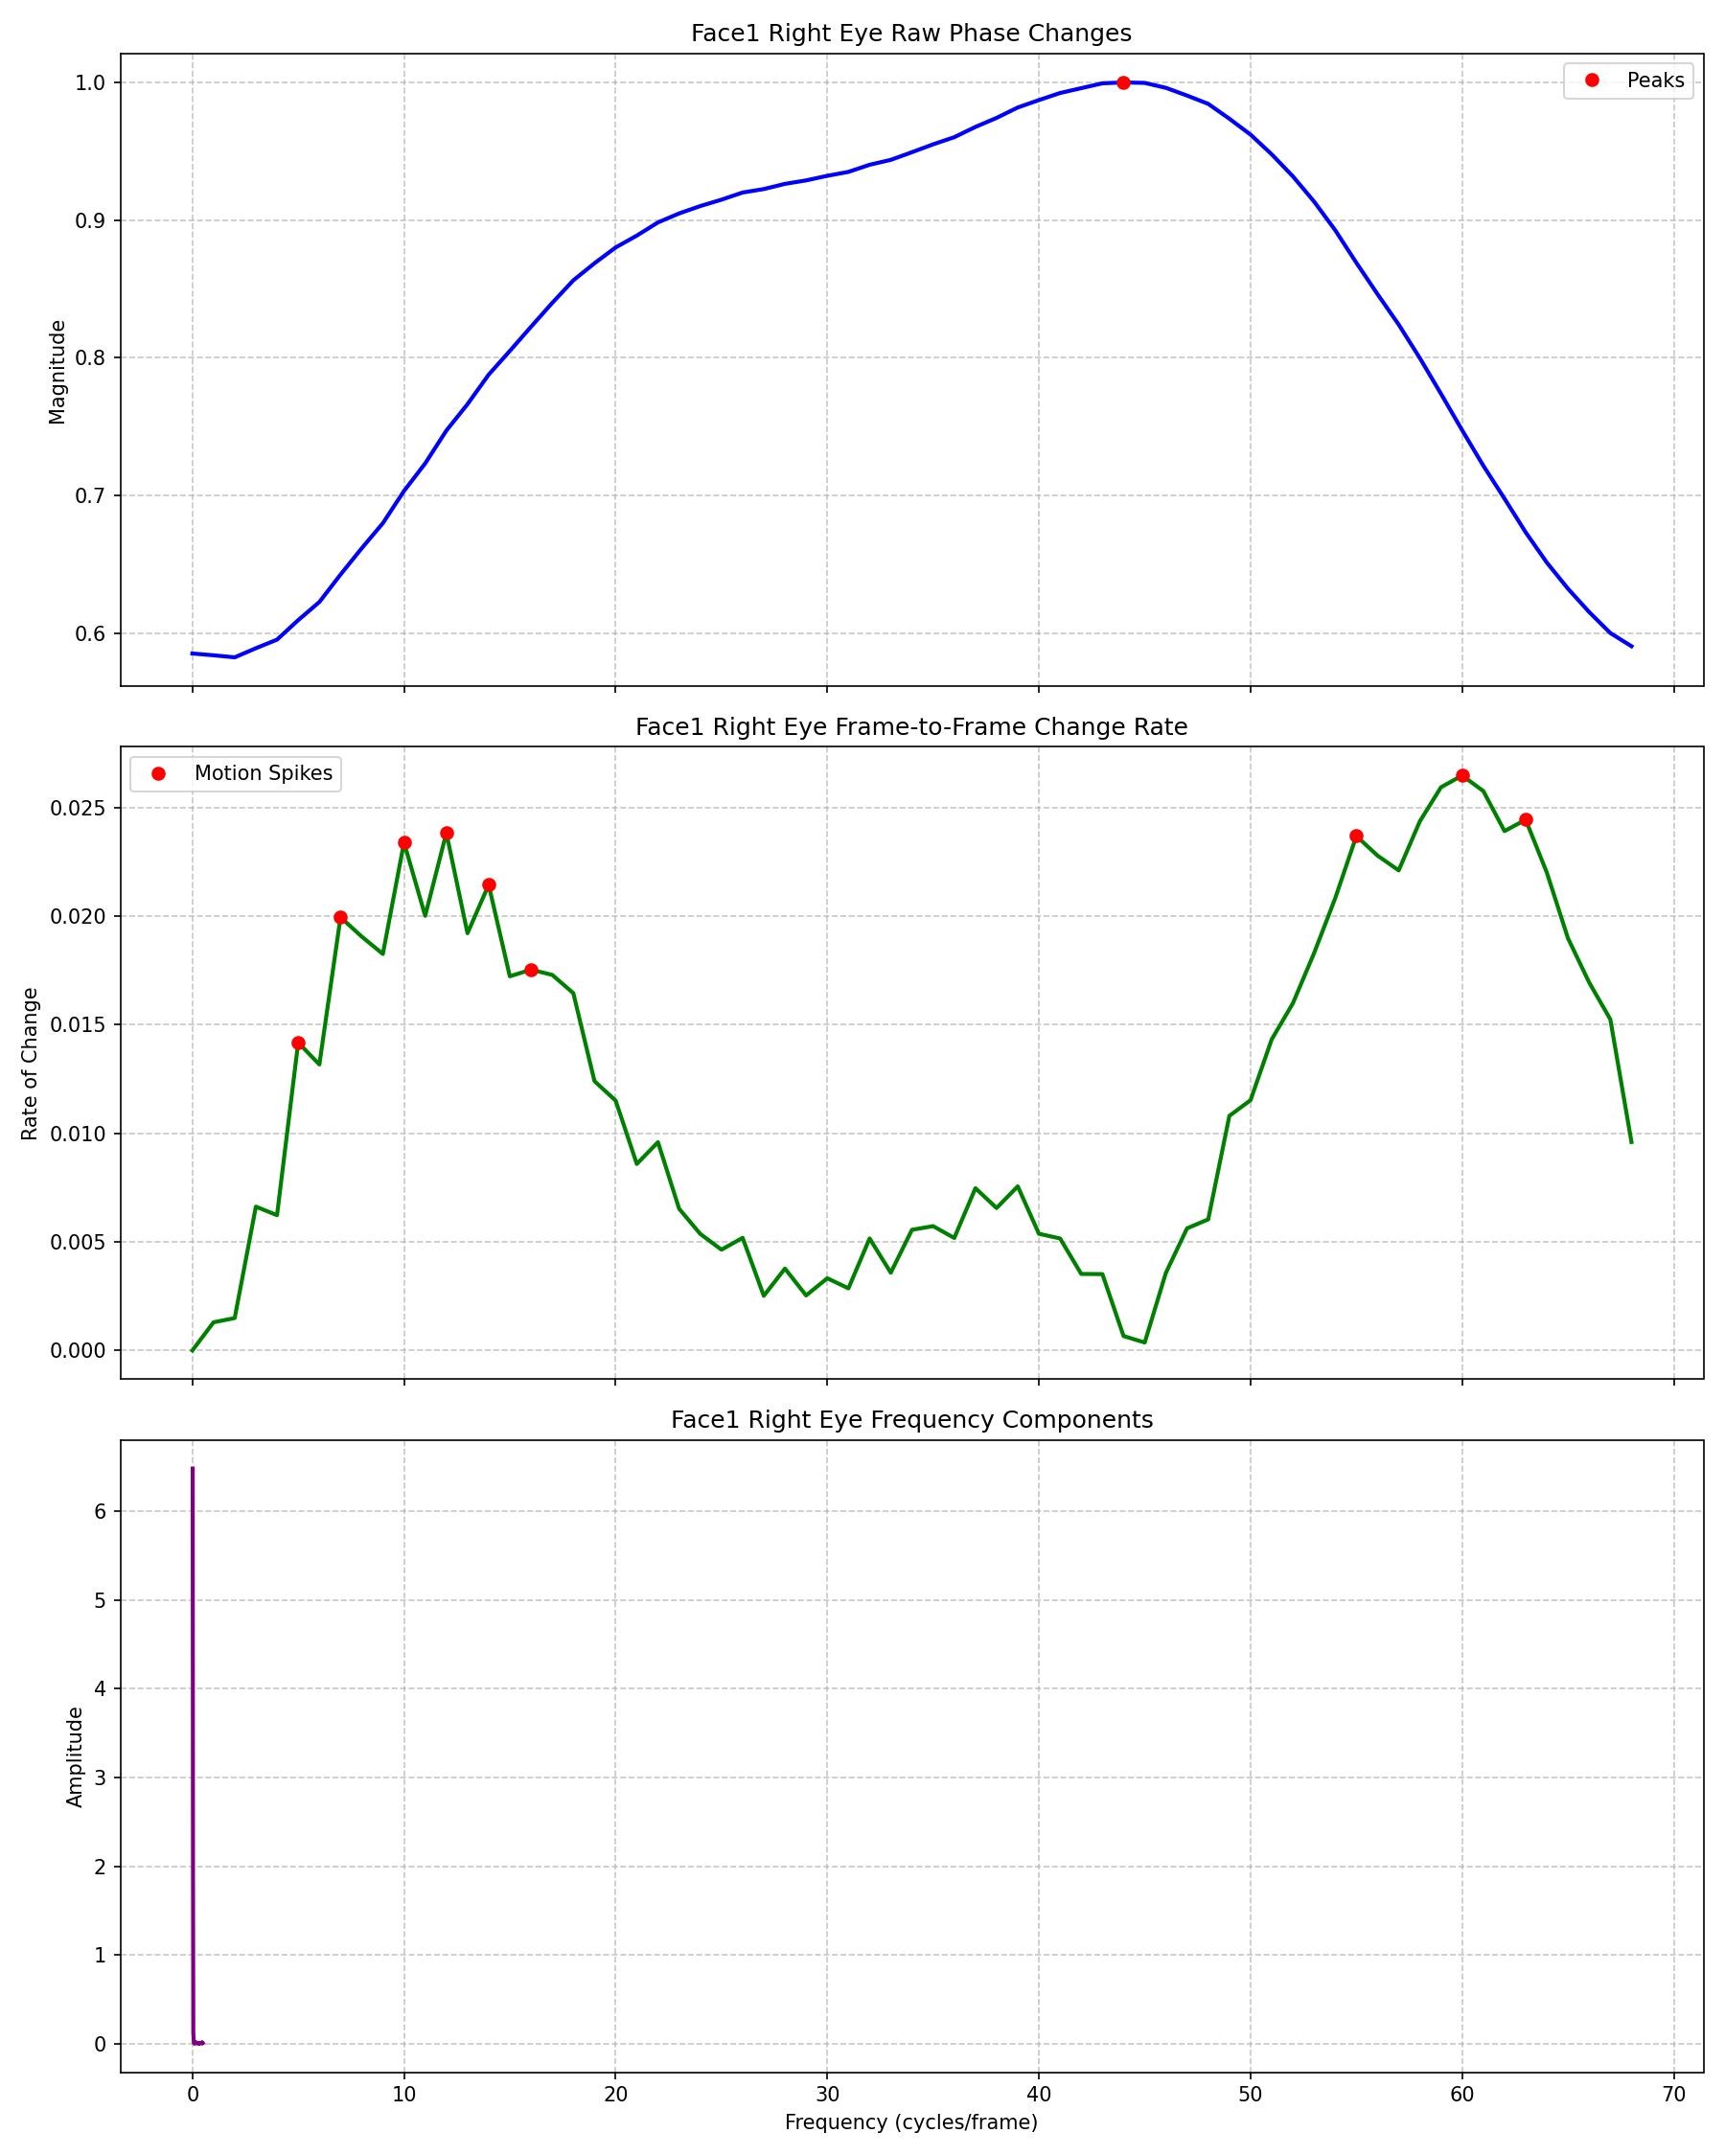 Face1 Right Eye Raw Phase Changes
Magnitude
1.0
0.9
0.8
0.7
0.6
Peaks
Face1 Right Eye Frame-to-Frame Change Rate
Rate of Change
0.025
0.020
0.015
0.010
0.005
0.000
Motion Spikes
Face1 Right Eye Frequency Components
Amplitude
6
5
4
3
2
1
0
0 10 20 30 40 50 60 70
Frequency (cycles/frame)